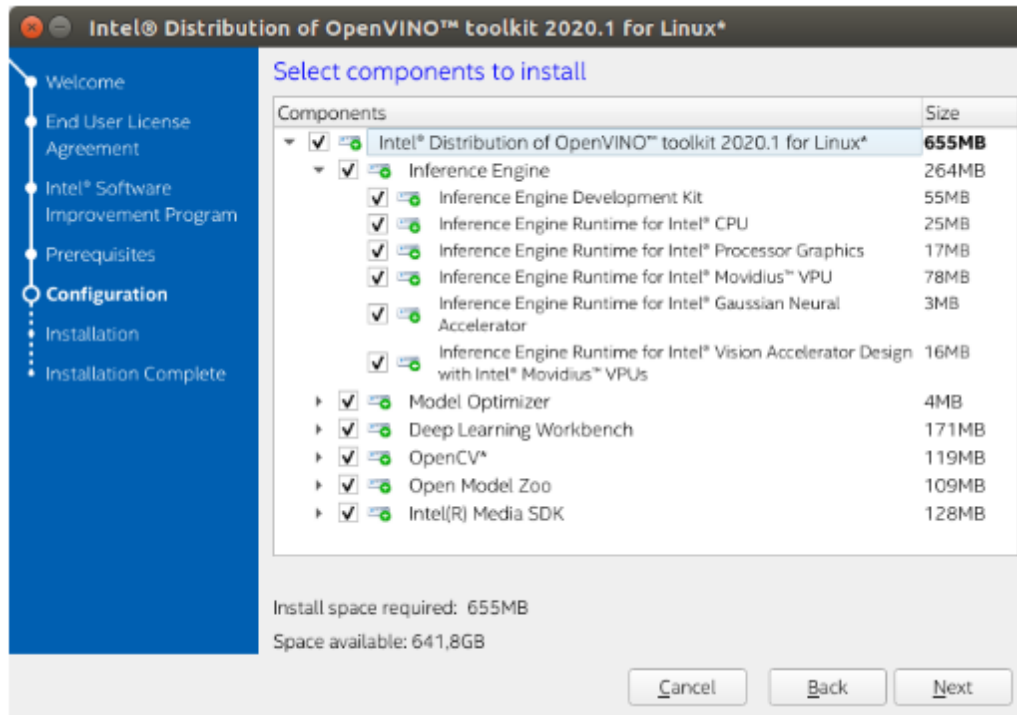 Intel® Distribution of OpenVINO™ toolkit 2020.1 for Linux*
Welcome
End User License
Agreement
Intel® Software
Improvement Program
Prerequisites
Configuration
Installation
Installation Complete
Select components to install
Components Size
Intel® Distribution of OpenVINO™ toolkit 2020.1 for Linux* 655MB
Inference Engine 264MB
Inference Engine Development Kit 55MB
Inference Engine Runtime for Intel® CPU 25MB
Inference Engine Runtime for Intel® Processor Graphics 17MB
Inference Engine Runtime for Intel® Movidius™ VPU 78MB
Inference Engine Runtime for Intel® Gaussian Neural 3MB
Accelerator
Inference Engine Runtime for Intel® Vision Accelerator Design 16MB
with Intel® Movidius™ VPUs
Model Optimizer 4MB
Deep Learning Workbench 171MB
OpenCV* 119MB
Open Model Zoo 109MB
Intel(R) Media SDK 128MB
Install space required: 655MB
Space available: 641,8GB
Cancel Back Next